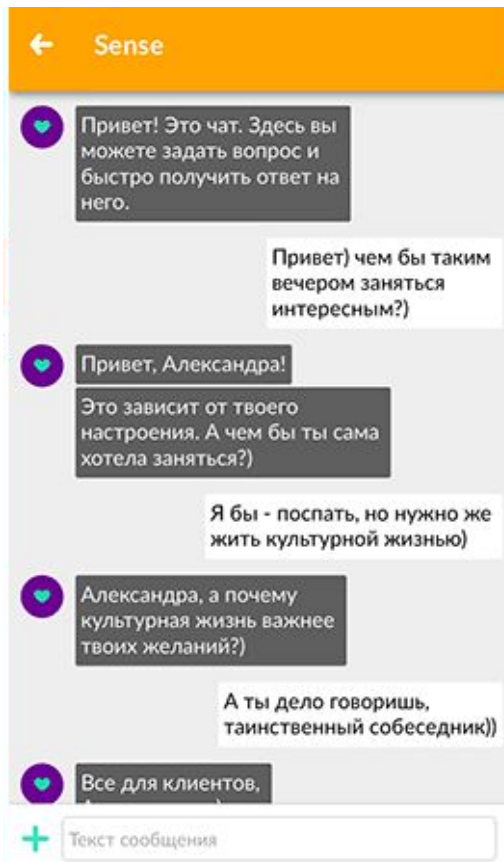 Sense
Привет! Это чат. Здесь вы
можете задать вопрос и
быстро получить ответ на
него.
Привет) чем бы таким
вечером заняться
интересным?)
Привет, Александра!
Это зависит от твоего
настроения. А чем бы ты сама
хотела заняться?)
Я бы - поспать, но нужно же
жить культурной жизнью)
Александра, а почему
культурная жизнь важнее
твоих желаний?)
А ты дело говоришь,
таинственный собеседник))
Все для клиентов,
Текст сообщения